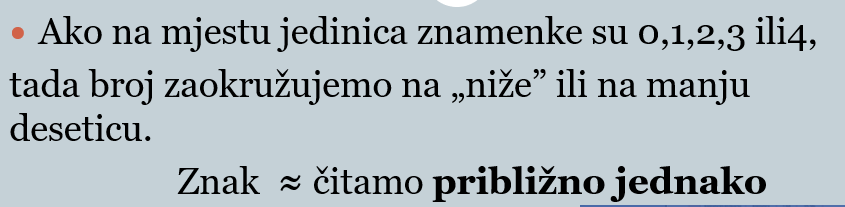 • Ako na mjestu jedinica znamenke su 0,1,2,3 ili4,
tada broj zaokružujemo na „niže” ili na manju
deseticu.
Znak ≈ čitamo približno jednako